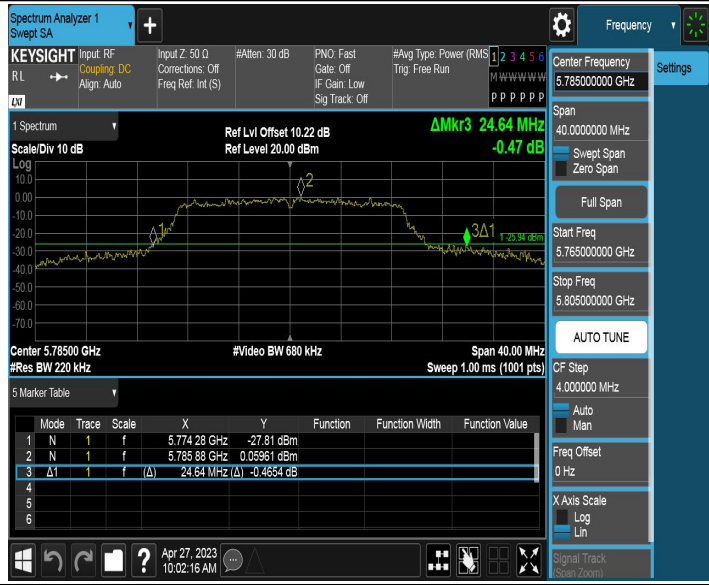 Spectrum Analyzer 1
Swept SA
Frequency
KEYSIGHT
RL
LXI
Input: RF
Coupling: DC
Align: Auto
Input Z: 50 Ω
Corrections: Off
Freq Ref: Int (S)
#Atten: 30 dB
PNO: Fast
Gate: Off
IF Gain: Low
Sig Track: Off
#Avg Type: Power (RMS
Trig: Free Run
1 2 3 4 5 6
M W W W W W
P P P P P P
1 Spectrum
Scale/Div 10 dB
Ref Lvl Offset 10.22 dB
Ref Level 20.00 dBm
ΔMkr3 24.64 MHz
-0.47 dB
Log
10.0
0.00
-10.0
-20.0
-30.0
-40.0
-50.0
-60.0
-70.0
1
2
3Δ1
1 -25.94 dBm
Center 5.78500 GHz
#Res BW 220 kHz
#Video BW 680 kHz
Span 40.00 MHz
Sweep 1.00 ms (1001 pts)
5 Marker Table
Mode Trace Scale X Y Function Function Width Function Value
1 N 1 f 5.774 28 GHz -27.81 dBm
2 N 1 f 5.785 88 GHz 0.05961 dBm
3 Δ1 1 f (Δ) 24.64 MHz (Δ) -0.4654 dB
4
5
6
?
Apr 27, 2023
10:02:16 AM
Center Frequency
5.785000000 GHz
Span
40.0000000 MHz
Swept Span
Zero Span
Full Span
Start Freq
5.765000000 GHz
Stop Freq
5.805000000 GHz
AUTO TUNE
CF Step
4.000000 MHz
Auto
Man
Freq Offset
0 Hz
X Axis Scale
Log
Lin
Signal Track
(Span Zoom)
Settings